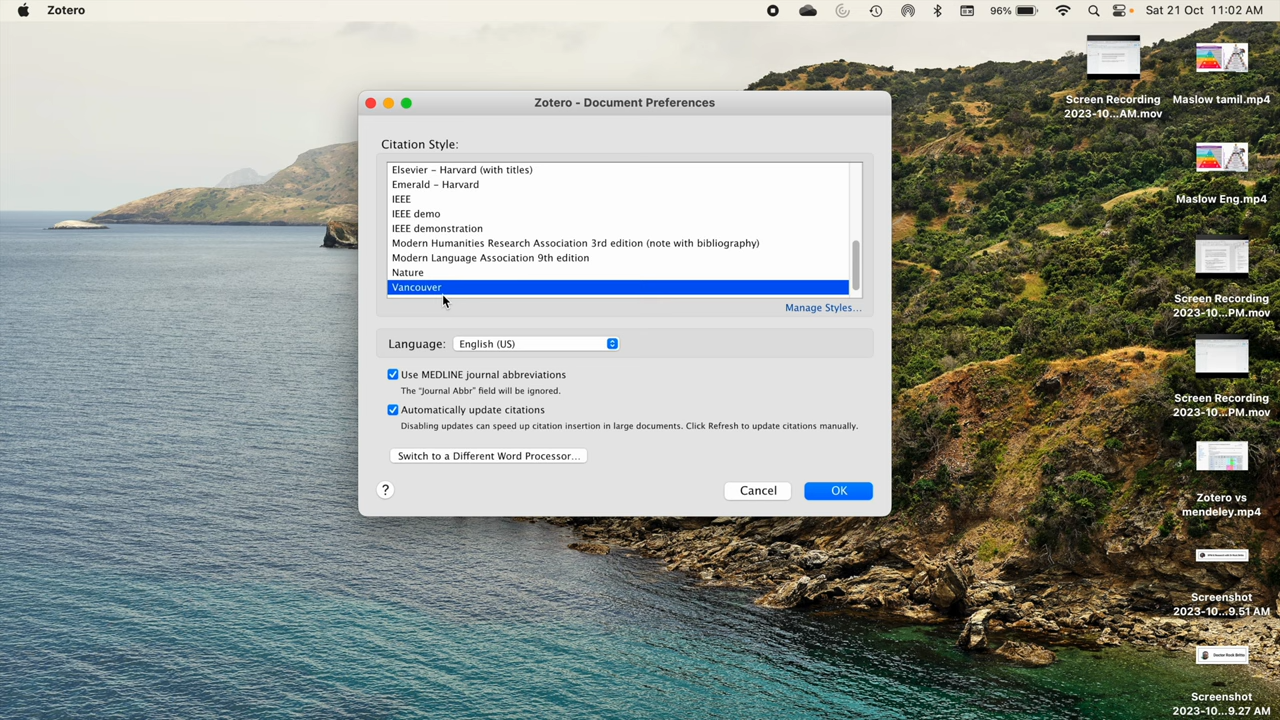 Zotero
96%
Sat 21 Oct 11:02 AM
Zotero - Document Preferences
Citation Style:
Elsevier - Harvard (with titles)
Emerald - Harvard
IEEE
IEEE demo
IEEE demonstration
Modern Humanities Research Association 3rd edition (note with bibliography)
Modern Language Association 9th edition
Nature
Vancouver
Manage Styles...
Language: English (US)
Use MEDLINE journal abbreviations
The "Journal Abbr" field will be ignored.
Automatically update citations
Disabling updates can speed up citation insertion in large documents. Click Refresh to update citations manually.
Switch to a Different Word Processor...
?
Cancel
OK
Screen Recording
2023-10...AM.mov
Maslow tamil.mp4
Maslow Eng.mp4
Screen Recording
2023-10...PM.mov
Screen Recording
2023-10...PM.mov
Zotero vs
mendeley.mp4
Screenshot
2023-10...9.51 AM
Screenshot
2023-10...9.27 AM